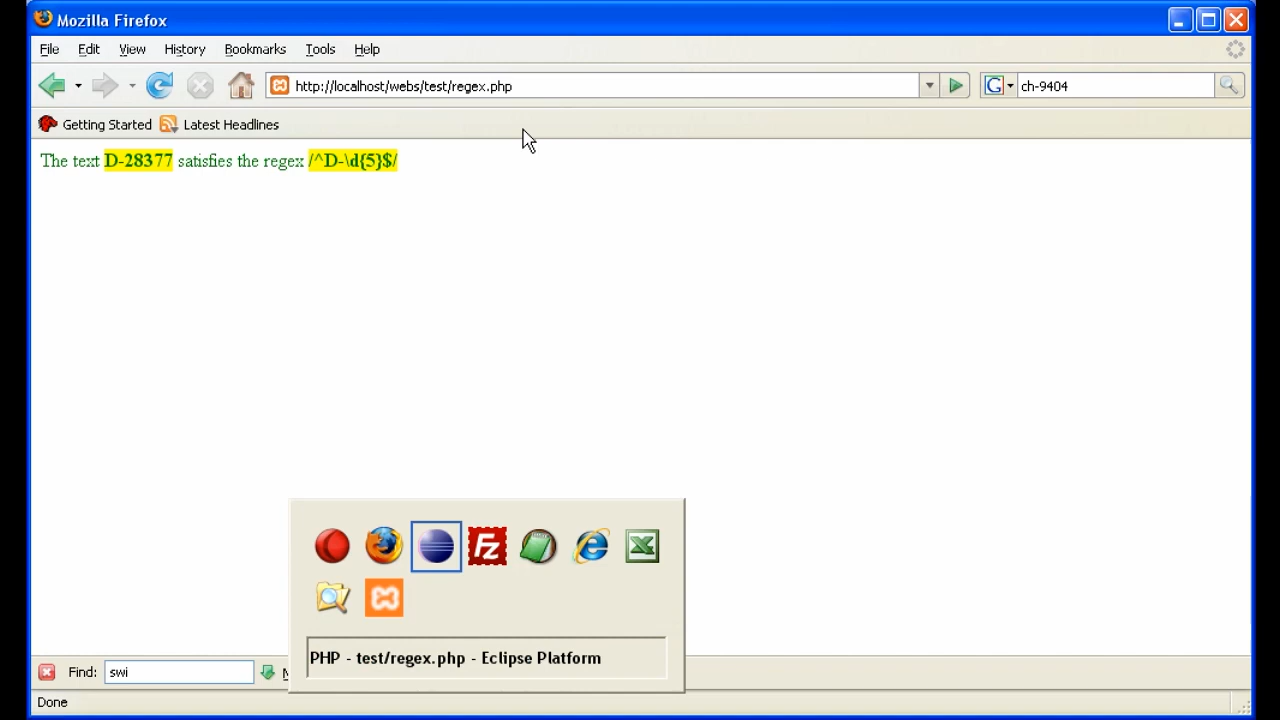 Mozilla Firefox
File Edit View History Bookmarks Tools Help
http://localhost/webs/test/regex.php
G
ch-9404
Getting Started Latest Headlines
The text D-28377 satisfies the regex /^D-\d{5}$/
Fz
PHP - test/regex.php - Eclipse Platform
Find: swi
Done